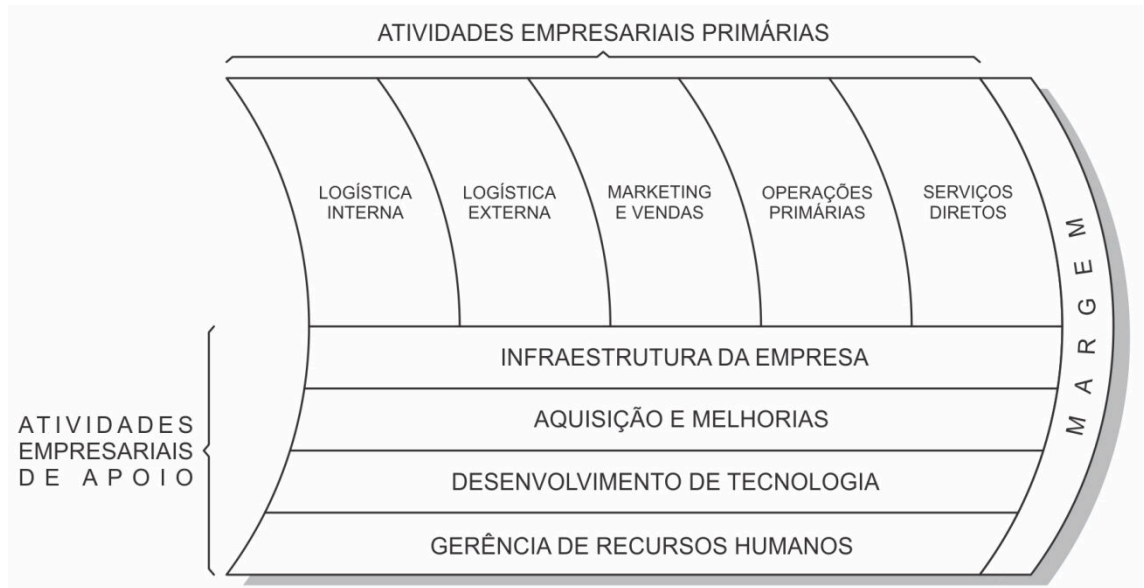 ATIVIDADES EMPRESARIAIS PRIMÁRIAS
LOGÍSTICA
INTERNA
LOGÍSTICA
EXTERNA
MARKETING
E VENDAS
OPERAÇÕES
PRIMÁRIAS
SERVIÇOS
DIRETOS
MARGEM
ATIVIDADES
EMPRESARIAIS
DE APOIO
INFRAESTRUTURA DA EMPRESA
AQUISIÇÃO E MELHORIAS
DESENVOLVIMENTO DE TECNOLOGIA
GERÊNCIA DE RECURSOS HUMANOS